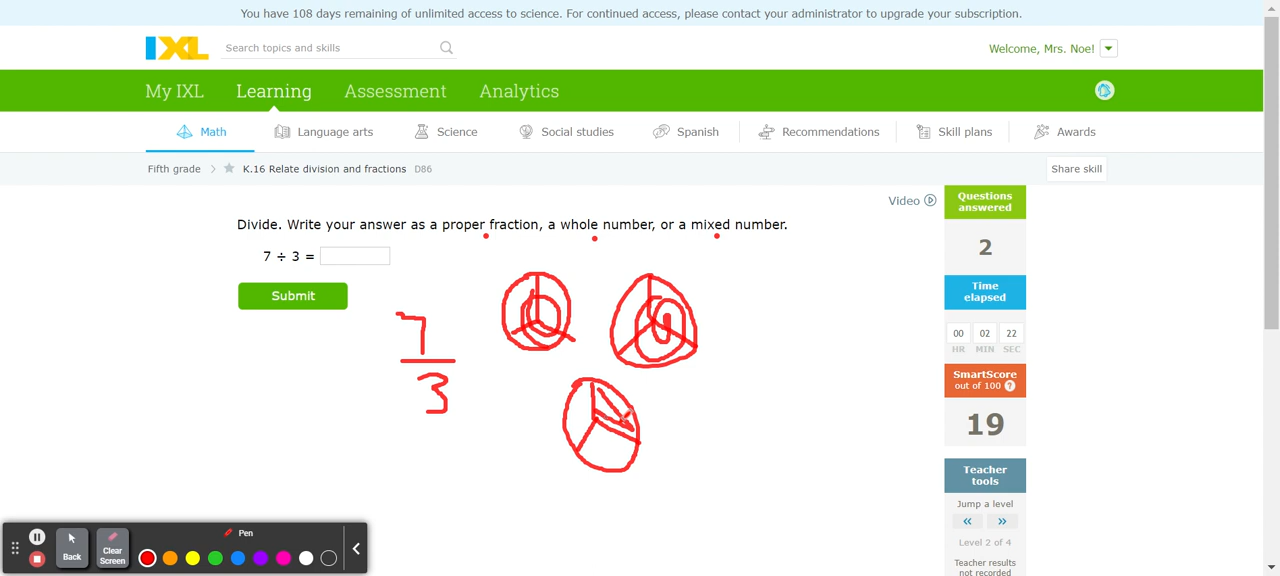 You have 108 days remaining of unlimited access to science. For continued access, please contact your administrator to upgrade your subscription.
IXL Search topics and skills Welcome, Mrs. Noe!
My IXL Learning Assessment Analytics
Math Language arts Science Social studies Spanish Recommendations Skill plans Awards
Fifth grade > K.16 Relate division and fractions D86 Share skill
Video
Questions answered
2
Divide. Write your answer as a proper fraction, a whole number, or a mixed number.
7 ÷ 3 =
Submit
7
3
Time elapsed
00 02 22
HR MIN SEC
SmartScore
out of 100 ?
19
Teacher tools
Jump a level
« »
Level 2 of 4
Teacher results
not recorded
Pen
Back
Clear Screen